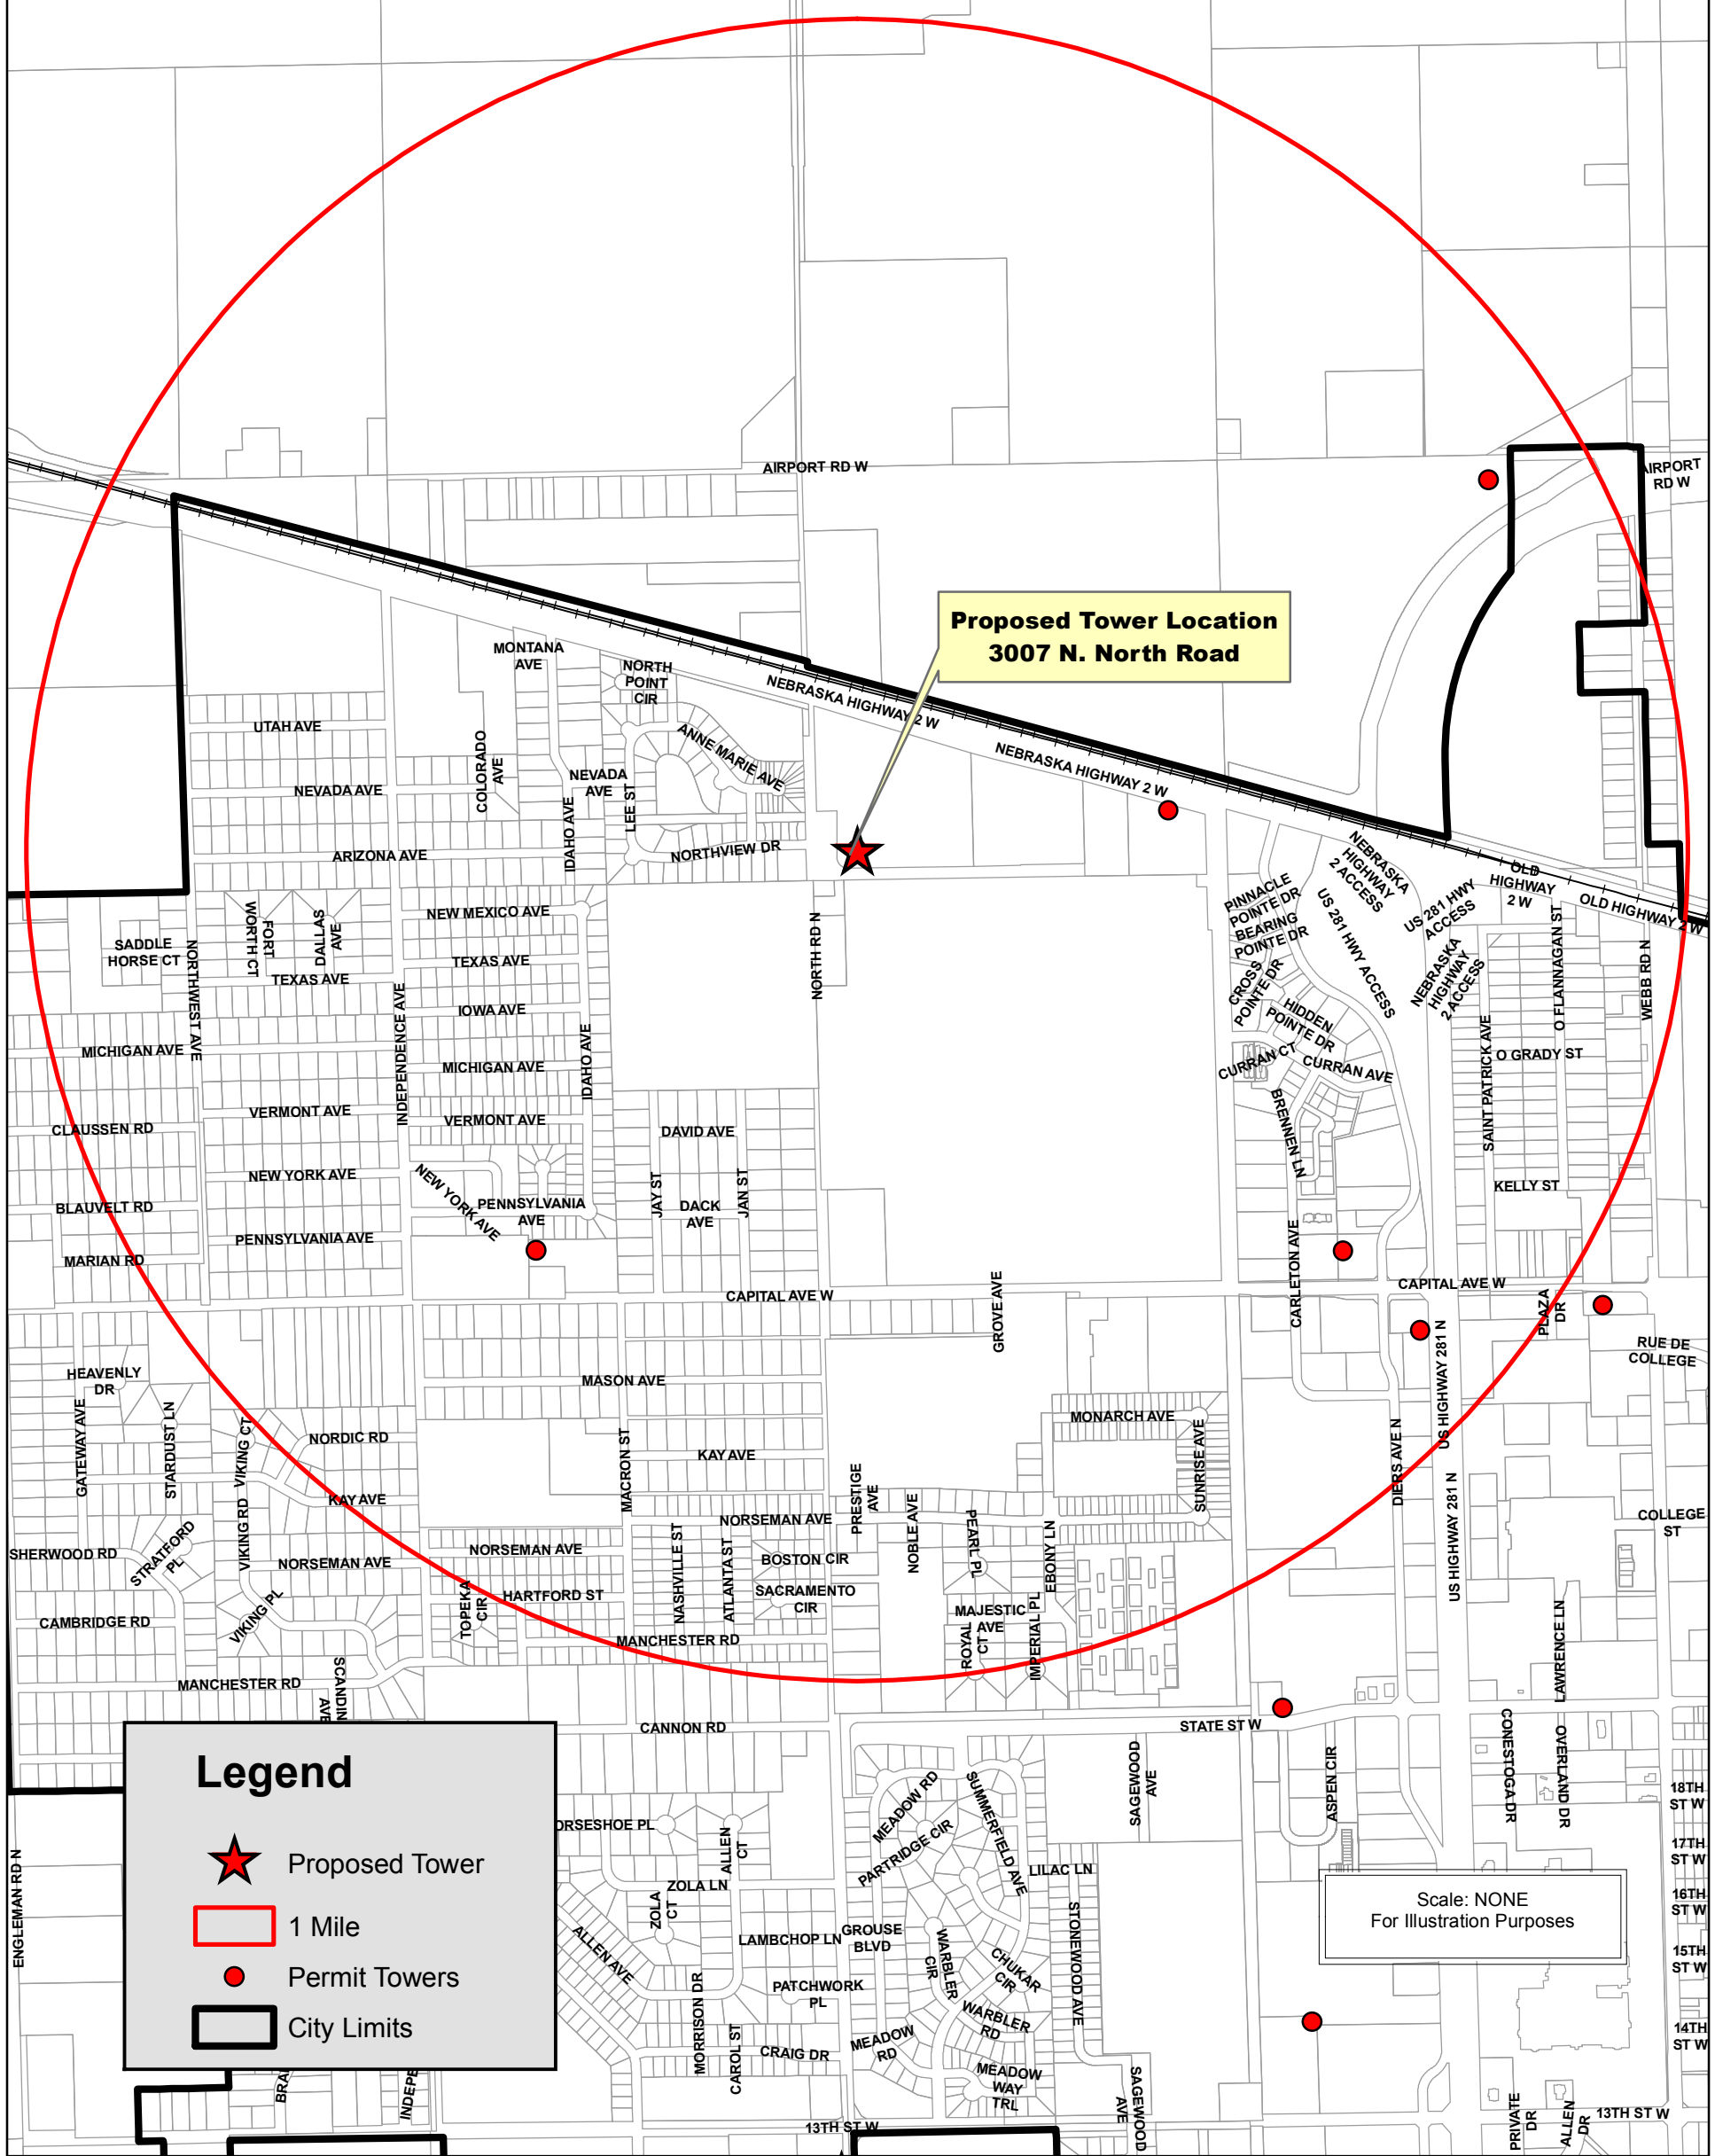 AIRPORT RD W
AIRPORT
RD W
Proposed Tower Location
3007 N. North Road
MONTANA
AVE
NORTH
POINT
CIR
NEBRASKA HIGHWAY 2 W
NEBRASKA HIGHWAY 2 W
UTAH AVE
COLORADO
AVE
ANNE MARIE AVE
NEVADA AVE
NEVADA
AVE
LEE ST
IDAHO AVE
ARIZONA AVE
NORTHVIEW DR
NEBRASKA
HIGHWAY
2 ACCESS
OLD
HIGHWAY
2 W
OLD HIGHWAY 2 W
PINNACLE
POINTE DR
BEARING
POINTE DR
US 281 HWY ACCESS
US 281 HWY
ACCESS
NEW MEXICO AVE
FORT
WORTH CT
DALLAS
AVE
SADDLE
HORSE CT
NORTHWEST AVE
TEXAS AVE
TEXAS AVE
NORTH RD N
CROSS
POINTE DR
NEBRASKA
HIGHWAY
2 ACCESS
O FLANNAGAN ST
WEBB RD N
IOWA AVE
INDEPENDENCE AVE
HIDDEN
POINTE DR
MICHIGAN AVE
MICHIGAN AVE
IDAHO AVE
CURRAN CT
CURRAN AVE
SAINT PATRICK AVE
O GRADY ST
VERMONT AVE
VERMONT AVE
CLAUSSEN RD
DAVID AVE
BRENNEN LN
NEW YORK AVE
NEW YORK AVE
PENNSYLVANIA
AVE
JAY ST
DACK
AVE
JAN ST
KELLY ST
BLAUVELT RD
PENNSYLVANIA AVE
MARIAN RD
CARLETON AVE
CAPITAL AVE W
CAPITAL AVE W
GROVE AVE
PLAZA
DR
US HIGHWAY 281 N
RUE DE
COLLEGE
HEAVENLY
DR
MASON AVE
GATEWAY AVE
STARDUST LN
VIKING CT
NORDIC RD
MONARCH AVE
SUNRISE AVE
DIERS AVE N
KAY AVE
KAY AVE
MACRON ST
PRESTIGE
AVE
US HIGHWAY 281 N
COLLEGE
ST
SHERWOOD RD
STRATFORD
PL
VIKING RD
NORSEMAN AVE
NORSEMAN AVE
NORSEMAN AVE
NOBLE AVE
PEARL PL
EBONY LN
NASHVILLE ST
ATLANTA ST
BOSTON CIR
SACRAMENTO
CIR
HARTFORD ST
TOPEKA
CIR
CAMBRIDGE RD
VIKING PL
MAJESTIC
AVE
ROYAL
CT
IMPERIAL PL
LAWRENCE LN
MANCHESTER RD
MANCHESTER RD
SCANDIN
AVE
CANNON RD
STATE ST W
CONESTOGA DR
OVERLAND DR
SAGEWOOD
AVE
ASPEN CIR
18TH
ST W
17TH
ST W
16TH
ST W
15TH
ST W
14TH
ST W
ORSESHOE PL
ALLEN
CT
MEADOW RD
PARTRIDGE CIR
SUMMERFIELD AVE
LILAC LN
ZOLA LN
ZOLA
CT
STONEWOOD AVE
ENGLEMAN RD N
ALLEN AVE
LAMBCHOP LN
GROUSE
BLVD
WARBLER
CIR
CHUKAR
CIR
PATCHWORK
PL
MORRISON DR
WARBLER
RD
CAROL ST
CRAIG DR
MEADOW
RD
MEADOW
WAY
TRL
SAGEWOOD
AVE
BRA
INDEPE
13TH ST W
13TH ST W
PRIVATE
DR
ALLEN
DR
Legend
Proposed Tower
1 Mile
Permit Towers
City Limits
Scale: NONE
For Illustration Purposes